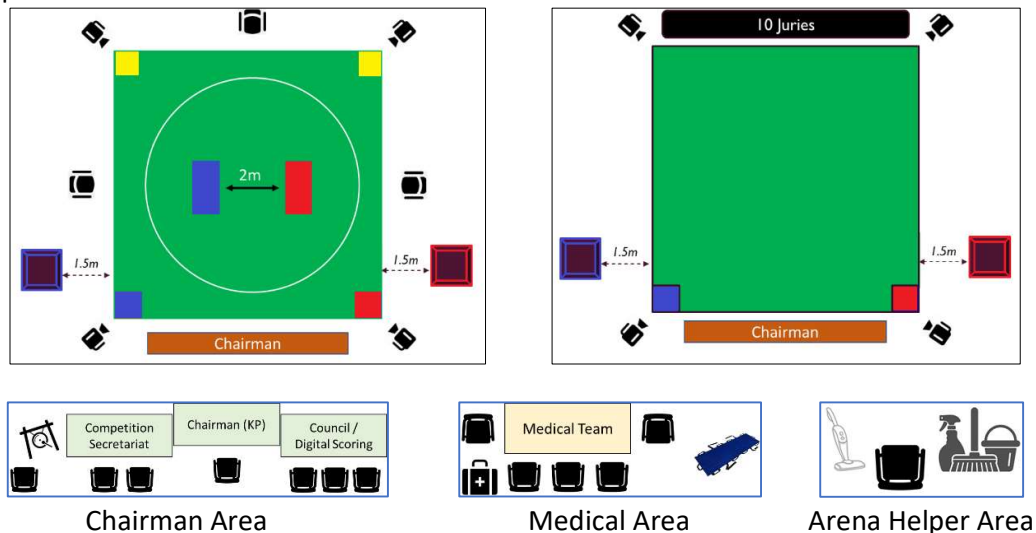 2m
1.5m
1.5m
Chairman
10 Juries
1.5m
1.5m
Chairman
Competition
Secretariat
Chairman (KP)
Council /
Digital Scoring
Chairman Area
Medical Team
Medical Area
Arena Helper Area